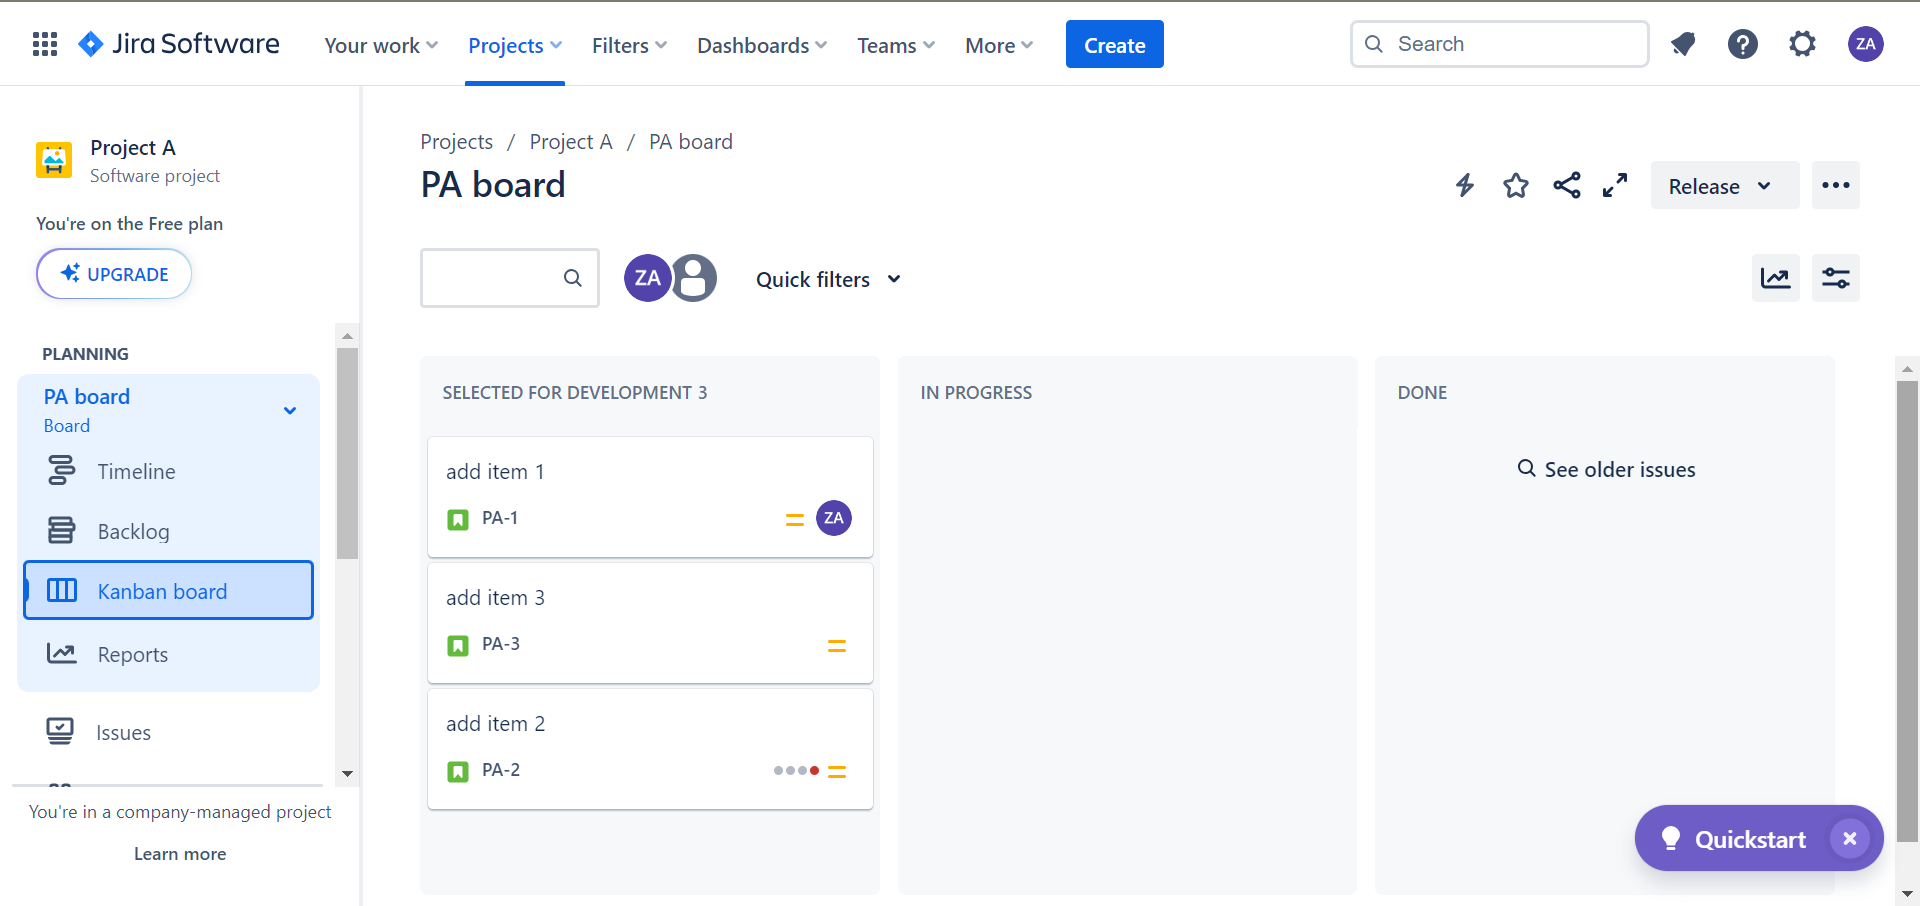 Jira Software
Your work
Projects
Filters
Dashboards
Teams
More
Create
Search
ZA
Project A
Software project
You're on the Free plan
UPGRADE
PLANNING
PA board
Board
Timeline
Backlog
Kanban board
Reports
Issues
You're in a company-managed project
Learn more
Projects / Project A / PA board
PA board
Release
ZA
Quick filters
SELECTED FOR DEVELOPMENT 3
add item 1
PA-1
ZA
add item 3
PA-3
add item 2
PA-2
IN PROGRESS
DONE
See older issues
Quickstart